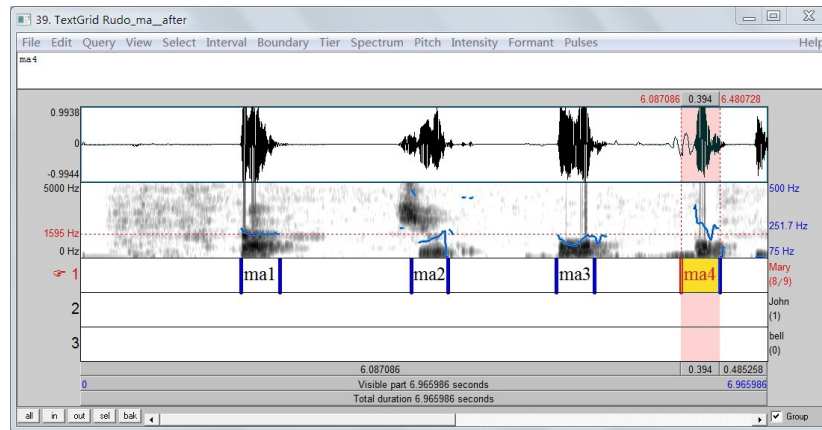 39. TextGrid Rudo_ma__after
File Edit Query View Select Interval Boundary Tier Spectrum Pitch Intensity Formant Pulses Help
ma4
6.087086 0.394 6.480728
0.9938
0
-0.9944
5000 Hz 500 Hz
1595 Hz 251.7 Hz
0 Hz 75 Hz
1 ma1 ma2 ma3 ma4 Mary
(8/9)
2 John
(1)
3 bell
(0)
6.087086 0.394 0.485258
0 Visible part 6.965986 seconds 6.965986
Total duration 6.965986 seconds
all in out sel bak Group